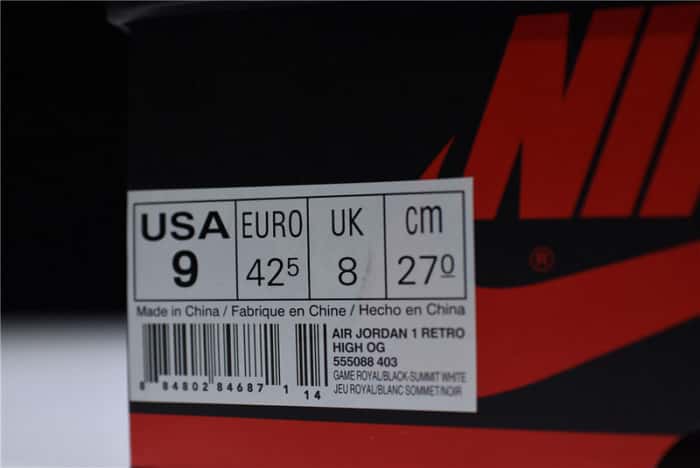 NIK
®
USA EURO UK cm
9 42⁵ 8 27⁰
Made in China / Fabrique en Chine / Hecho en China
AIR JORDAN 1 RETRO
HIGH OG
555088 403
GAME ROYAL/BLACK-SUMMIT WHITE
JEU ROYAL/BLANC SOMMET/NOIR
8 84802 84687 1 14